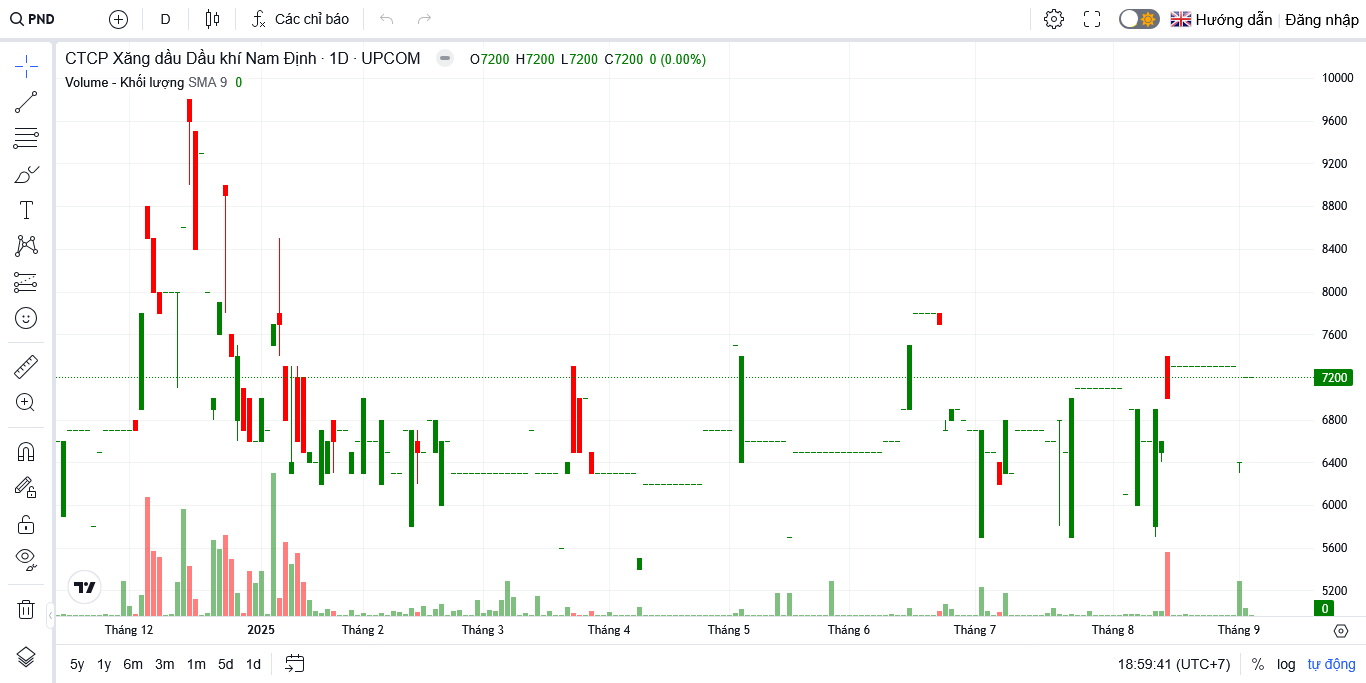 PND D Các chỉ báo Hướng dẫn Đăng nhập
CTCP Xăng dầu Dầu khí Nam Định · 1D · UPCOM O7200 H7200 L7200 C7200 0 (0.00%)
Volume - Khối lượng SMA 9 0
10000
9600
9200
8800
8400
8000
7600
7200
6800
6400
6000
5600
5200
0
Tháng 12 2025 Tháng 2 Tháng 3 Tháng 4 Tháng 5 Tháng 6 Tháng 7 Tháng 8 Tháng 9
5y 1y 6m 3m 1m 5d 1d 18:59:41 (UTC+7) % log tự động